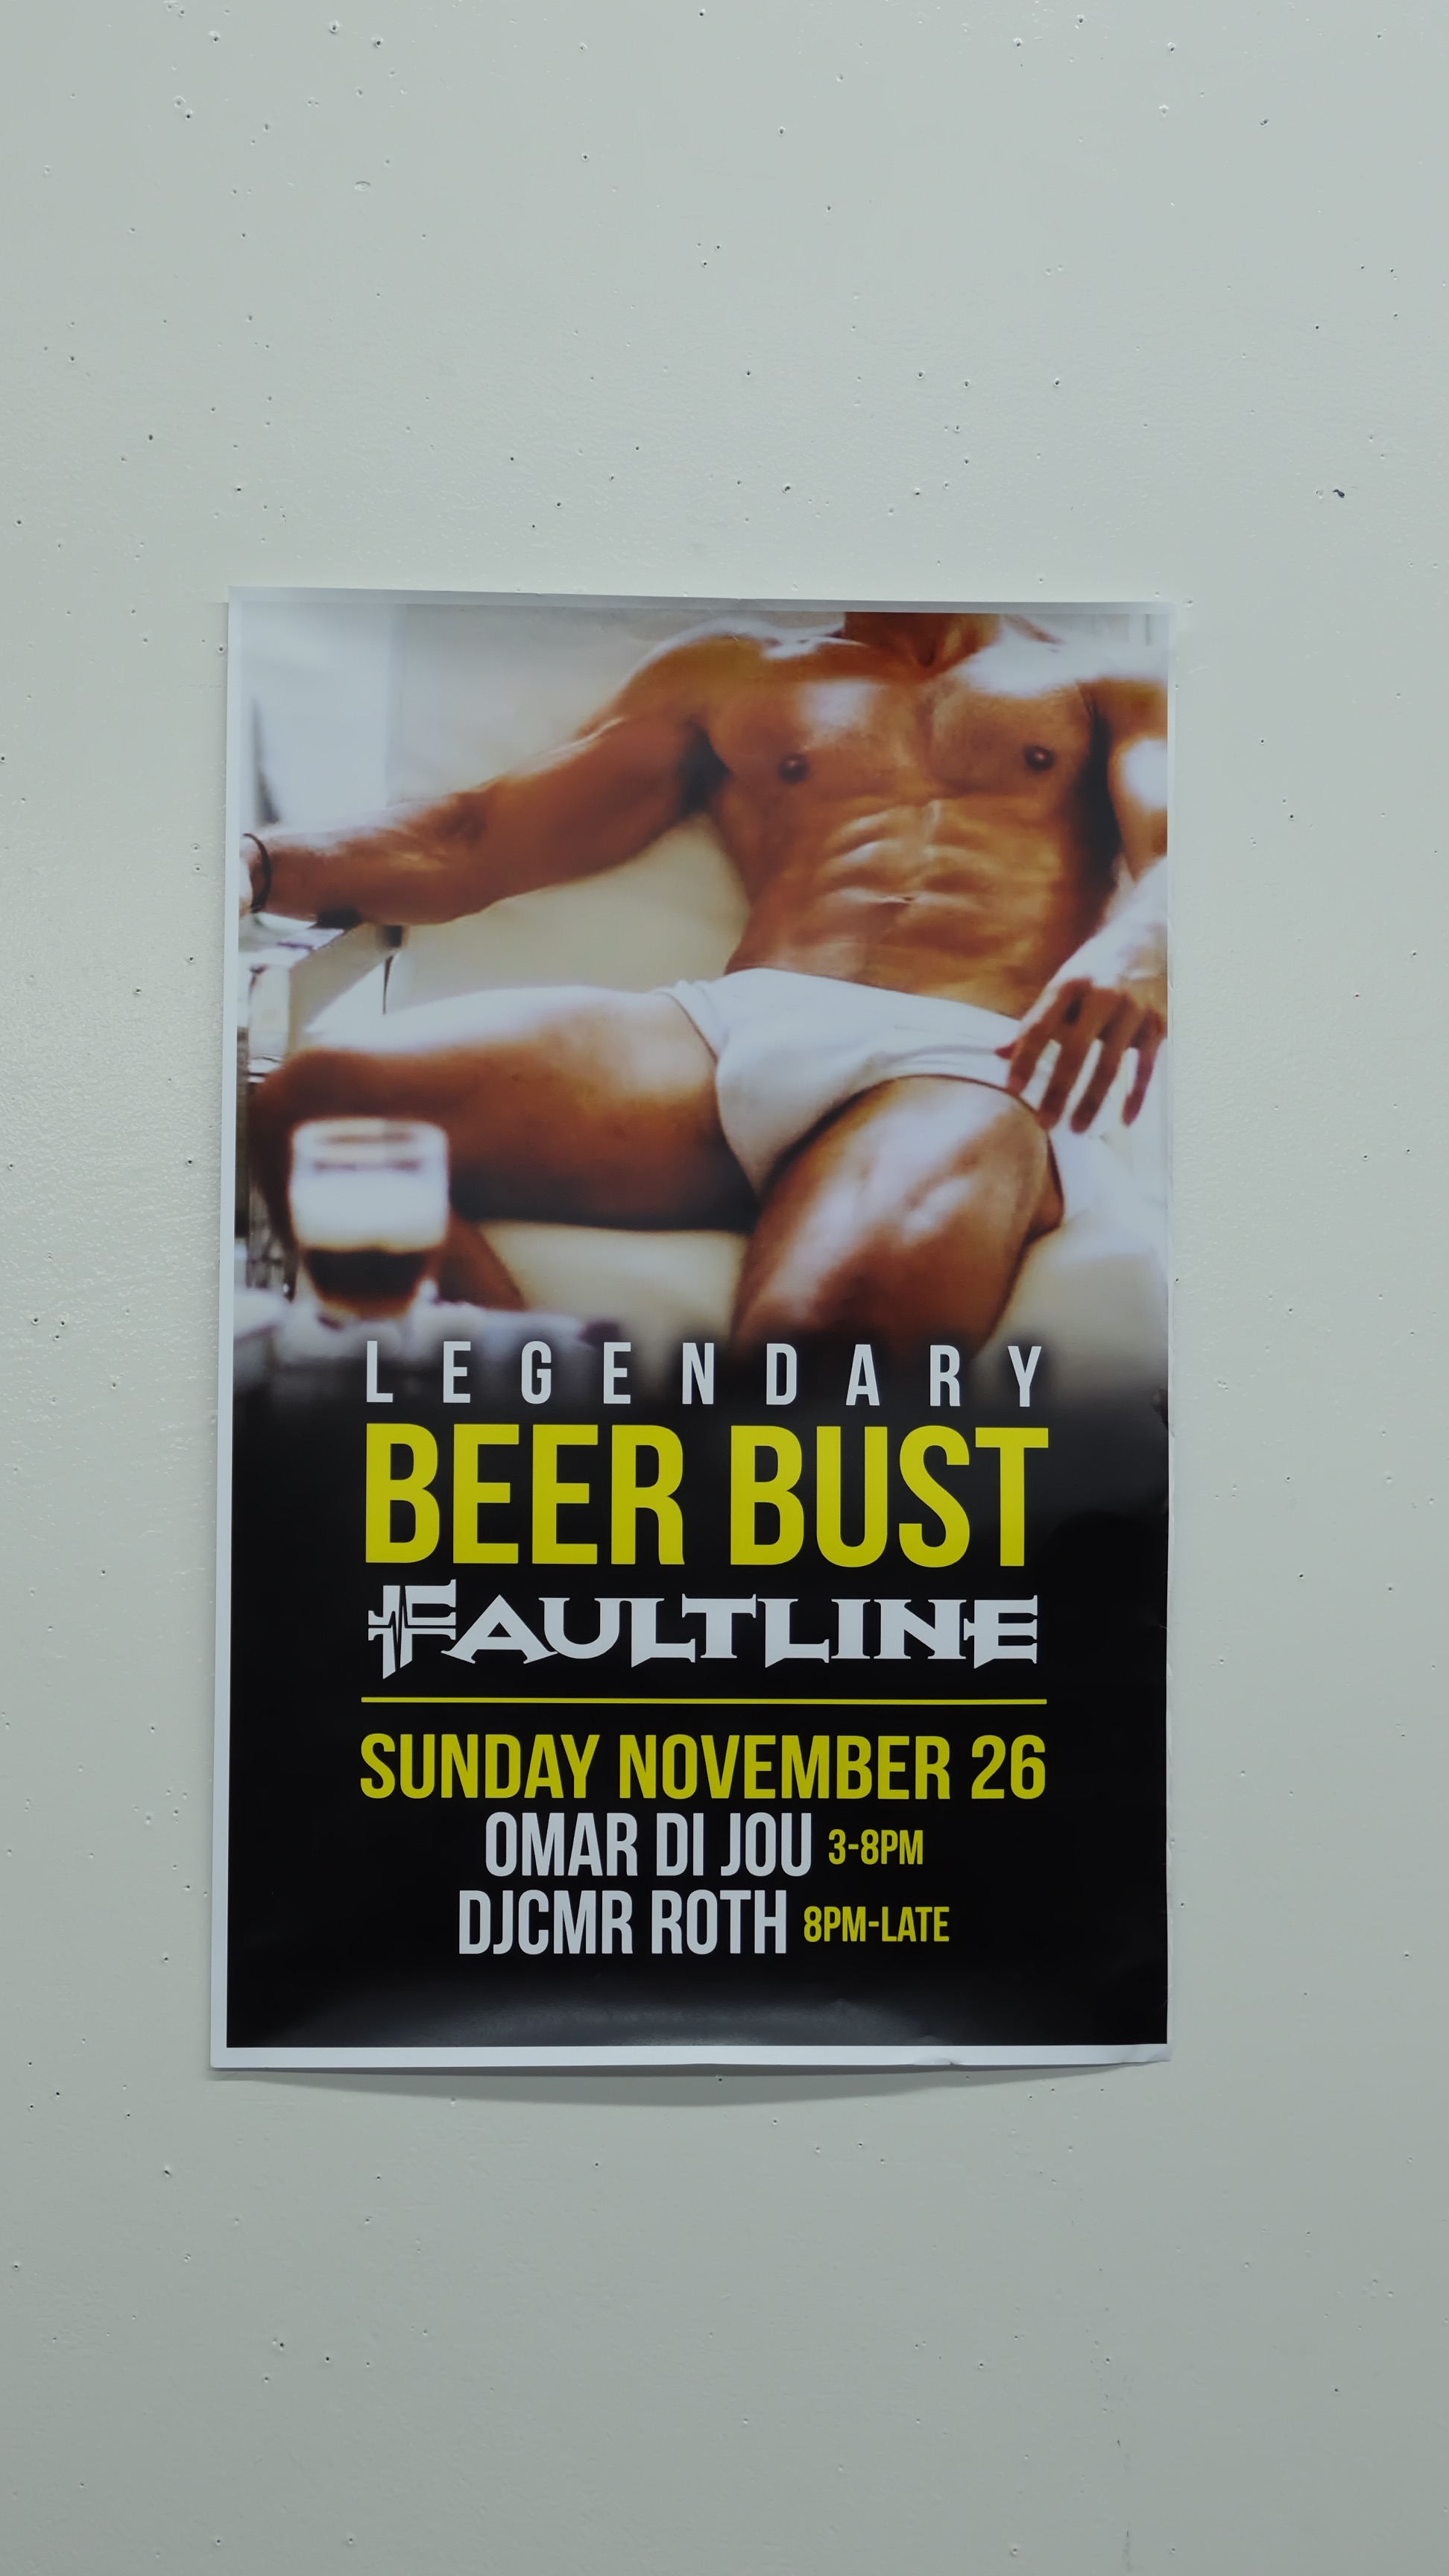 LEGENDARY
BEER BUST
FAULTLINE
SUNDAY NOVEMBER 26
OMAR DI JOU 3-8PM
DJCMR ROTH 8PM-LATE